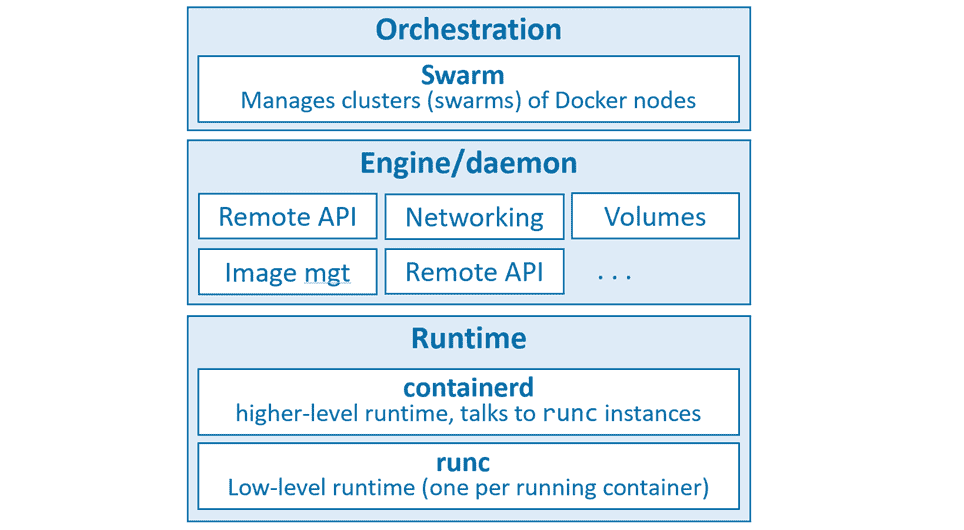 Orchestration
Swarm
Manages clusters (swarms) of Docker nodes
Engine/daemon
Remote API
Networking
Volumes
Image mgt
Remote API
...
Runtime
containerd
higher-level runtime, talks to runc instances
runc
Low-level runtime (one per running container)